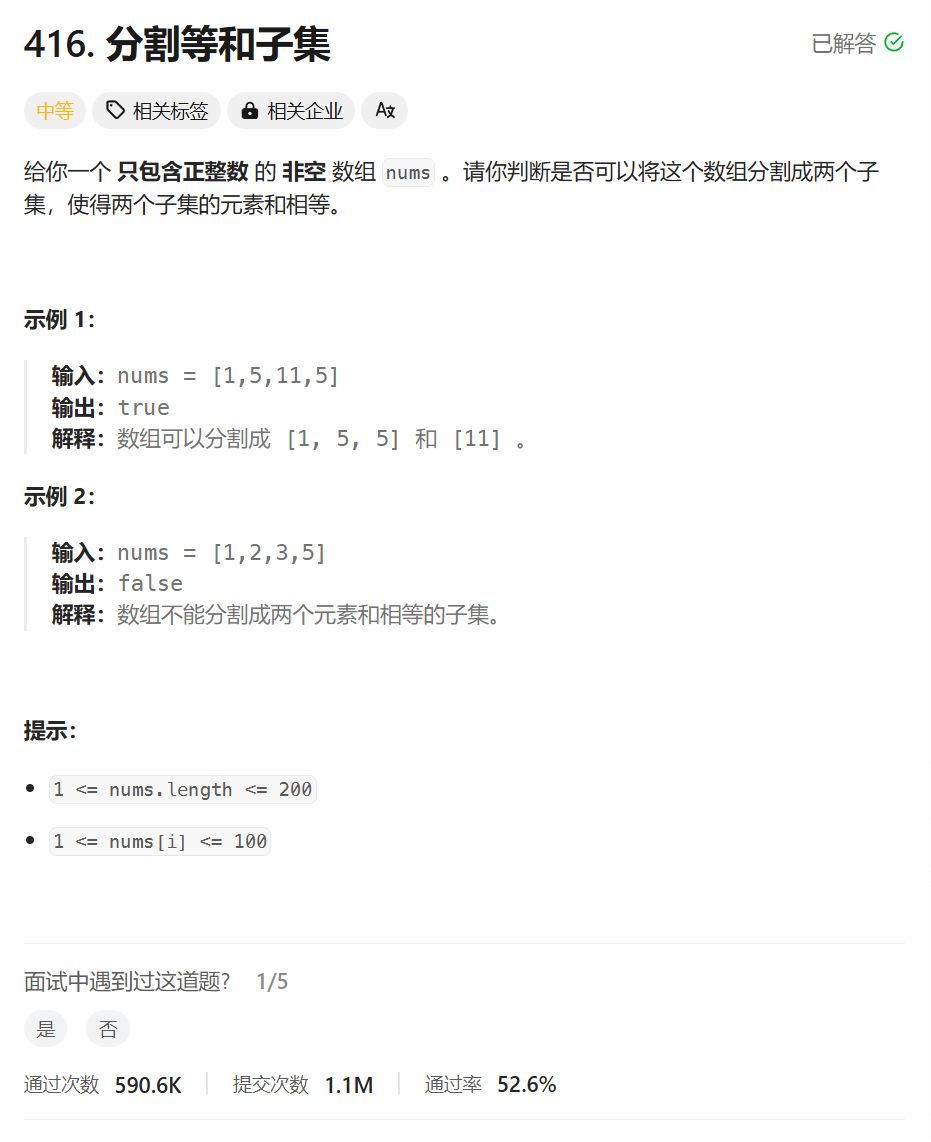 416. 分割等和子集
已解答
中等 相关标签 相关企业
给你一个 只包含正整数 的 非空 数组 nums 。请你判断是否可以将这个数组分割成两个子
集，使得两个子集的元素和相等。
示例 1：
输入：nums = [1,5,11,5]
输出：true
解释：数组可以分割成 [1, 5, 5] 和 [11] 。
示例 2：
输入：nums = [1,2,3,5]
输出：false
解释：数组不能分割成两个元素和相等的子集。
提示：
1 <= nums.length <= 200
1 <= nums[i] <= 100
面试中遇到过这道题? 1/5
是 否
通过次数 590.6K 提交次数 1.1M 通过率 52.6%